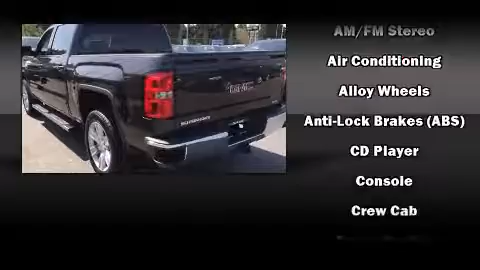 AM/FM Stereo
Air Conditioning
Alloy Wheels
Anti-Lock Brakes (ABS)
CD Player
Console
Crew Cab